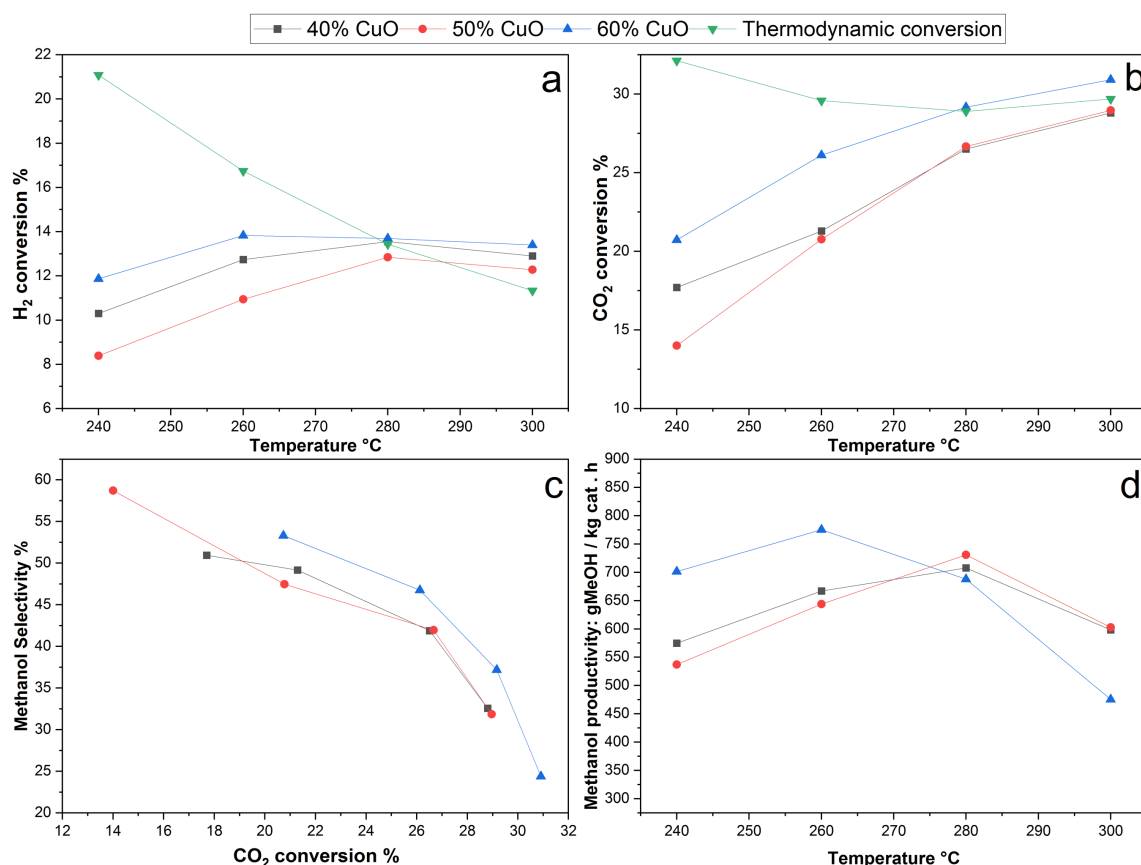 40% CuO 50% CuO 60% CuO Thermodynamic conversion
a
H2 conversion %
22
20
18
16
14
12
10
8
6
240 250 260 270 280 290 300
Temperature °C
b
CO2 conversion %
30
25
20
15
10
240 250 260 270 280 290 300
Temperature °C
c
Methanol Selectivity %
60
55
50
45
40
35
30
25
20
12 14 16 18 20 22 24 26 28 30 32
CO2 conversion %
d
Methanol productivity: gMeOH / kg cat . h
900
850
800
750
700
650
600
550
500
450
400
350
300
240 250 260 270 280 290 300
Temperature °C